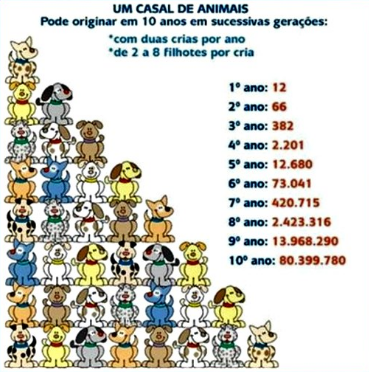 UM CASAL DE ANIMAIS
Pode originar em 10 anos em sucessivas gerações:
*com duas crias por ano
*de 2 a 8 filhotes por cria
1º ano: 12
2º ano: 66
3º ano: 382
4º ano: 2.201
5º ano: 12.680
6º ano: 73.041
7º ano: 420.715
8º ano: 2.423.316
9º ano: 13.968.290
10º ano: 80.399.780